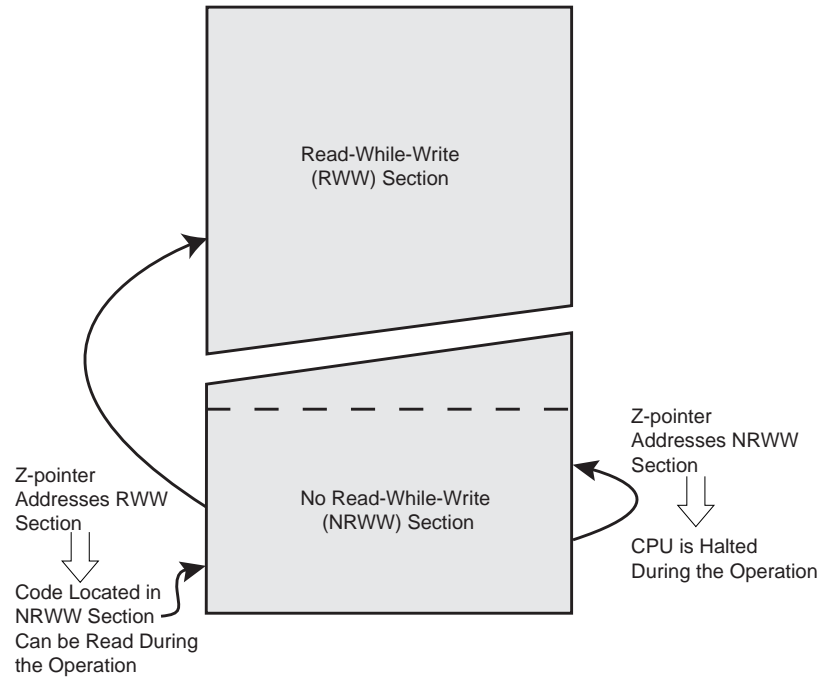 Read-While-Write
(RWW) Section
Z-pointer
Addresses NRWW
Section
Z-pointer
Addresses RWW
Section
No Read-While-Write
(NRWW) Section
CPU is Halted
During the Operation
Code Located in
NRWW Section
Can be Read During
the Operation